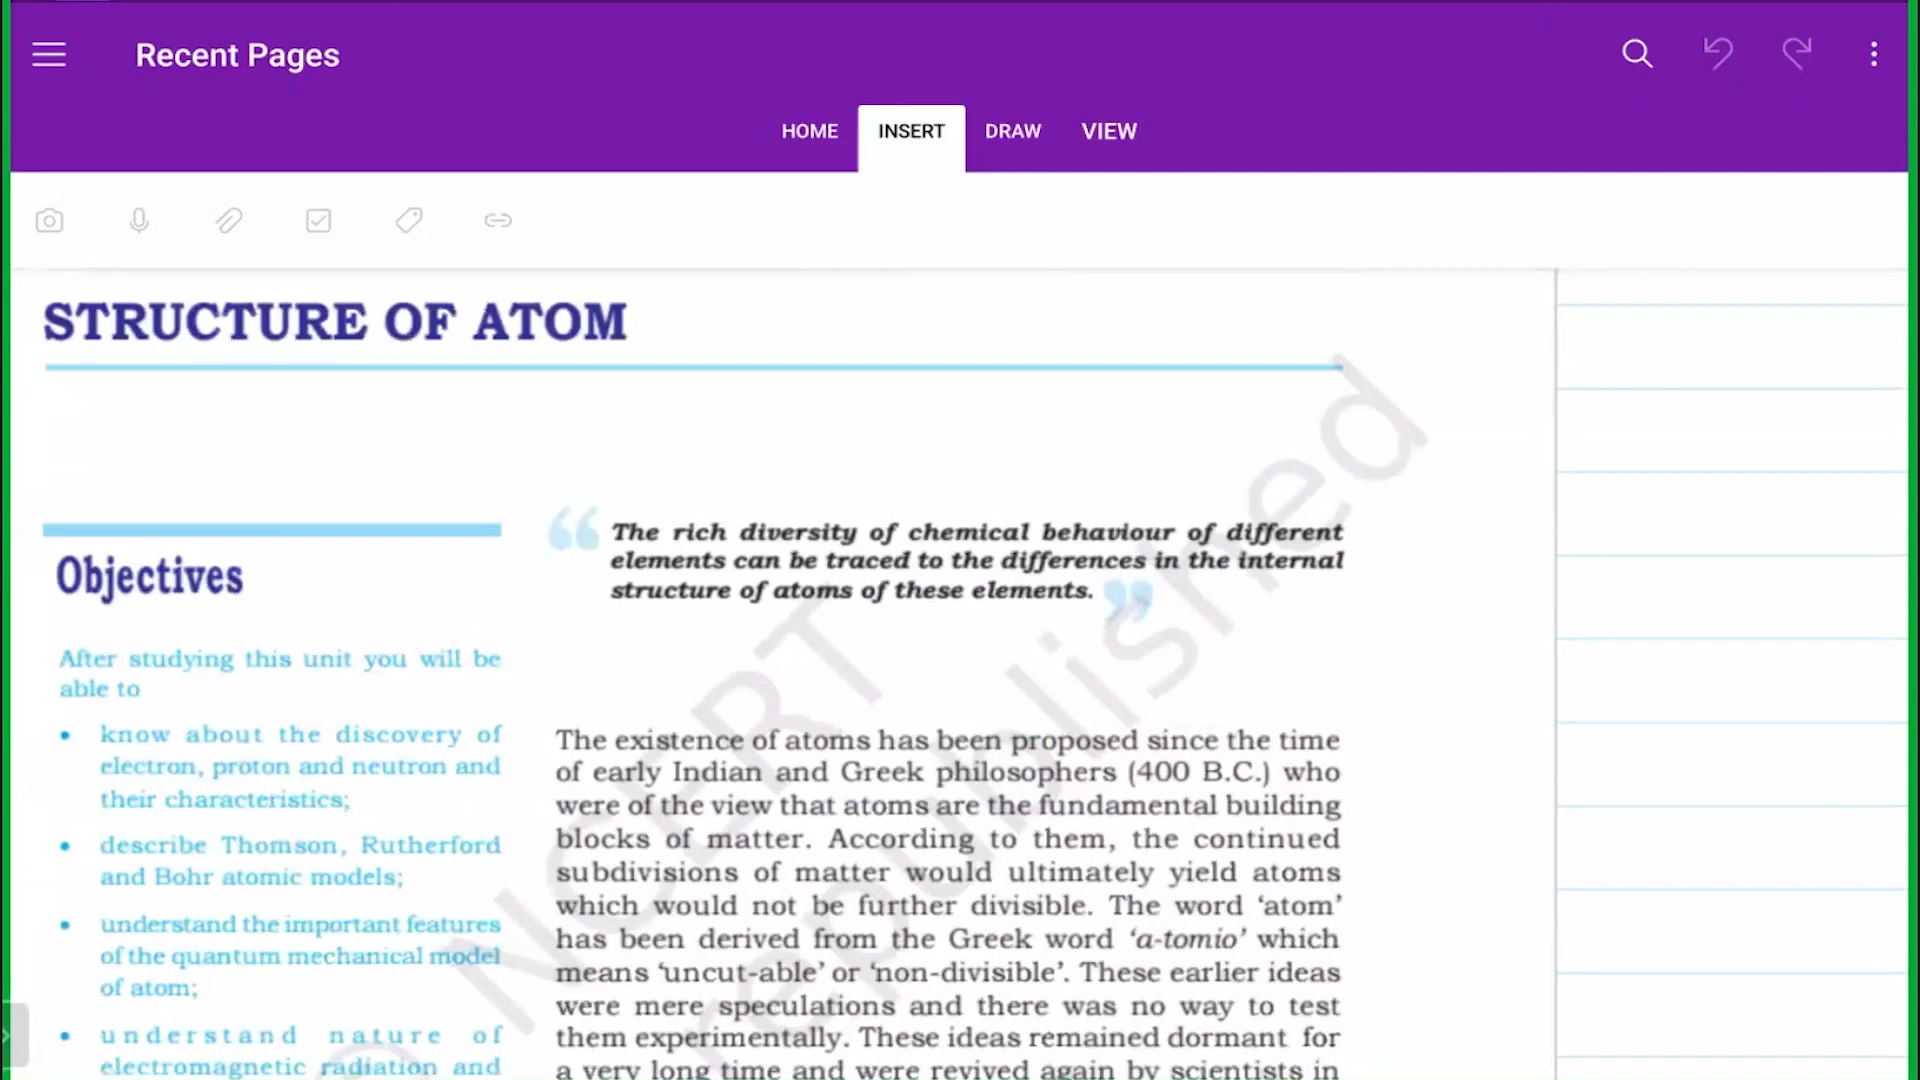 Recent Pages
HOME INSERT DRAW VIEW
STRUCTURE OF ATOM
“The rich diversity of chemical behaviour of different
elements can be traced to the differences in the internal
structure of atoms of these elements.”
Objectives
After studying this unit you will be
able to
• know about the discovery of
electron, proton and neutron and
their characteristics;
• describe Thomson, Rutherford
and Bohr atomic models;
• understand the important features
of the quantum mechanical model
of atom;
• understand nature of
electromagnetic radiation and
The existence of atoms has been proposed since the time
of early Indian and Greek philosophers (400 B.C.) who
were of the view that atoms are the fundamental building
blocks of matter. According to them, the continued
subdivisions of matter would ultimately yield atoms
which would not be further divisible. The word ‘atom’
has been derived from the Greek word ‘a-tomio’ which
means ‘uncut-able’ or ‘non-divisible’. These earlier ideas
were mere speculations and there was no way to test
them experimentally. These ideas remained dormant for
a very long time and were revived again by scientists in
NCERT
republished